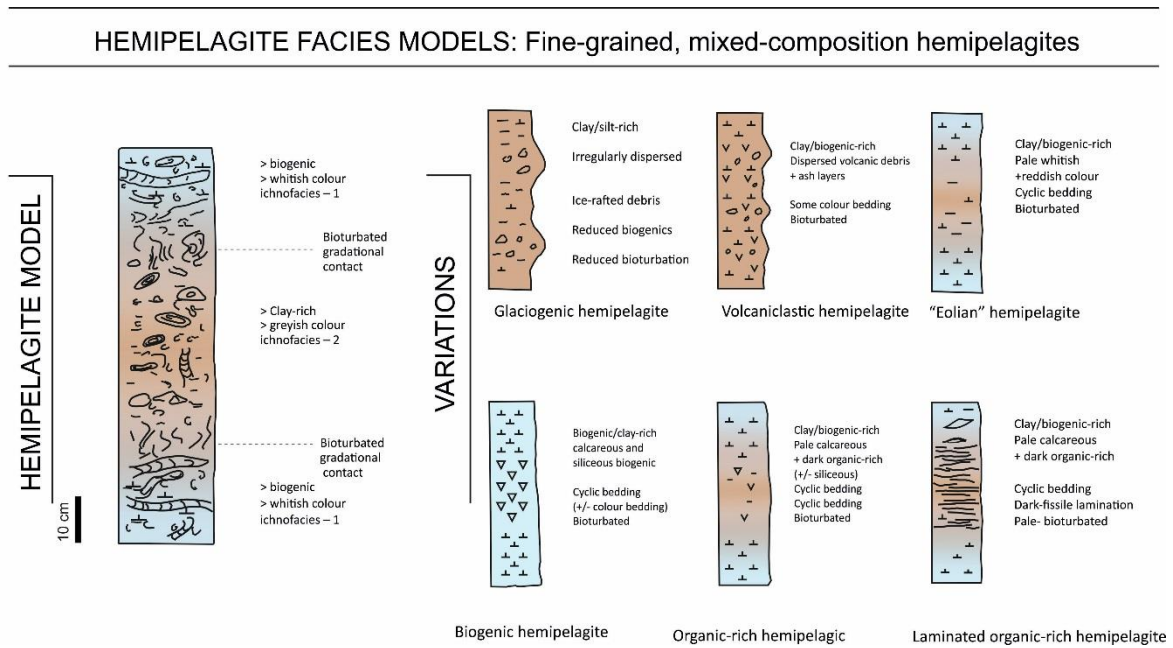 HEMIPELAGITE FACIES MODELS: Fine-grained, mixed-composition hemipelagites
HEMIPELAGITE MODEL
10 cm
> biogenic
> whitish colour
ichnofacies – 1
Bioturbated
gradational
contact
> Clay-rich
> greyish colour
ichnofacies – 2
Bioturbated
gradational
contact
> biogenic
> whitish colour
ichnofacies – 1
VARIATIONS
Clay/silt-rich
Irregularly dispersed
Ice-rafted debris
Reduced biogenics
Reduced bioturbation
Glaciogenic hemipelagite
Clay/biogenic-rich
Dispersed volcanic debris
+ ash layers
Some colour bedding
Bioturbated
Volcaniclastic hemipelagite
Clay/biogenic-rich
Pale whitish
+reddish colour
Cyclic bedding
Bioturbated
“Eolian” hemipelagite
Biogenic/clay-rich
calcareous and
siliceous biogenic
Cyclic bedding
(+/- colour bedding)
Bioturbated
Biogenic hemipelagite
Clay/biogenic-rich
Pale calcareous
+ dark organic-rich
(+/- siliceous)
Cyclic bedding
Cyclic bedding
Bioturbated
Organic-rich hemipelagic
Clay/biogenic-rich
Pale calcareous
+ dark organic-rich
Cyclic bedding
Dark-fissile lamination
Pale- bioturbated
Laminated organic-rich hemipelagite